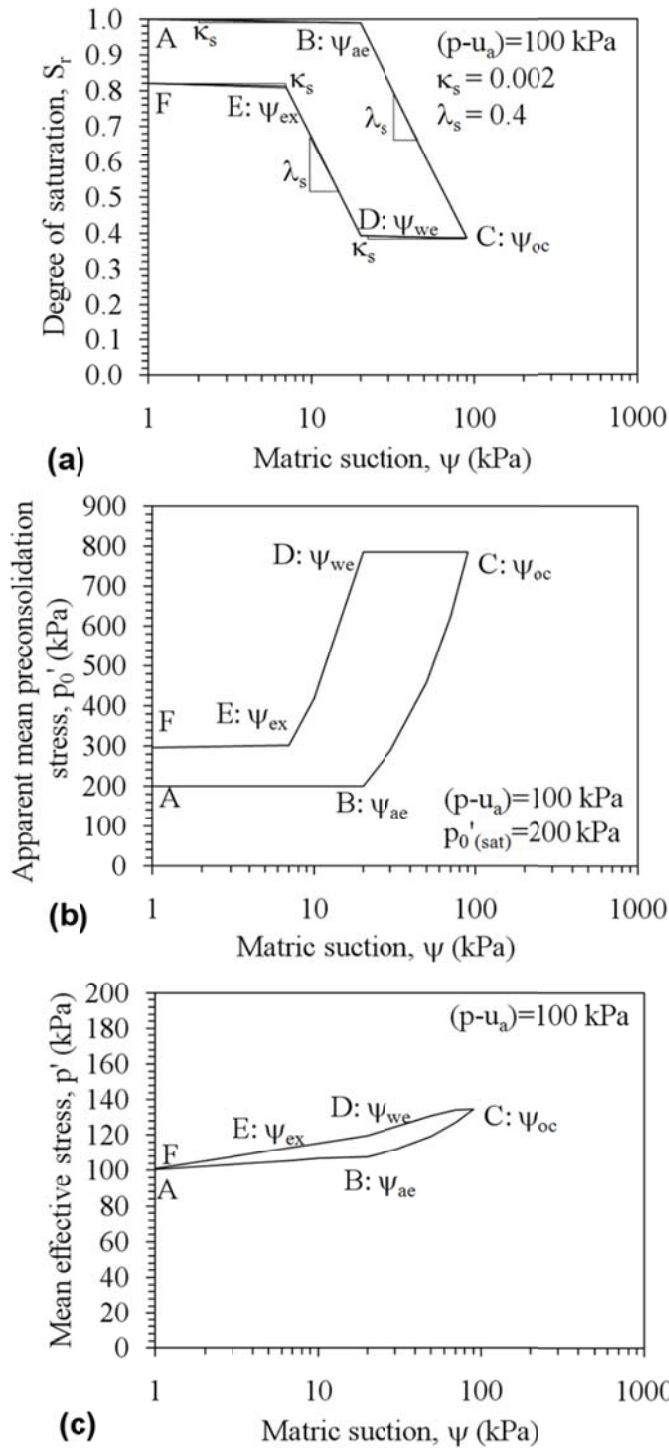 1.0
0.9
0.8
0.7
0.6
0.5
0.4
0.3
0.2
0.1
0.0
Degree of saturation, Sr
A
κs
B: ψae
(p-ua)=100 kPa
κs = 0.002
λs = 0.4
F
κs
E: ψex
λs
λs
D: ψwe
κs
C: ψoc
1 10 100 1000
(a)
Matric suction, ψ (kPa)
900
800
700
600
500
400
300
200
100
0
Apparent mean preconsolidation
stress, p0' (kPa)
D: ψwe
C: ψoc
F
E: ψex
A
B: ψae
(p-ua)=100 kPa
p0'(sat)=200 kPa
1 10 100 1000
(b)
Matric suction, ψ (kPa)
200
180
160
140
120
100
80
60
40
20
0
Mean effective stress, p' (kPa)
(p-ua)=100 kPa
D: ψwe
C: ψoc
E: ψex
F
A
B: ψae
1 10 100 1000
(c)
Matric suction, ψ (kPa)